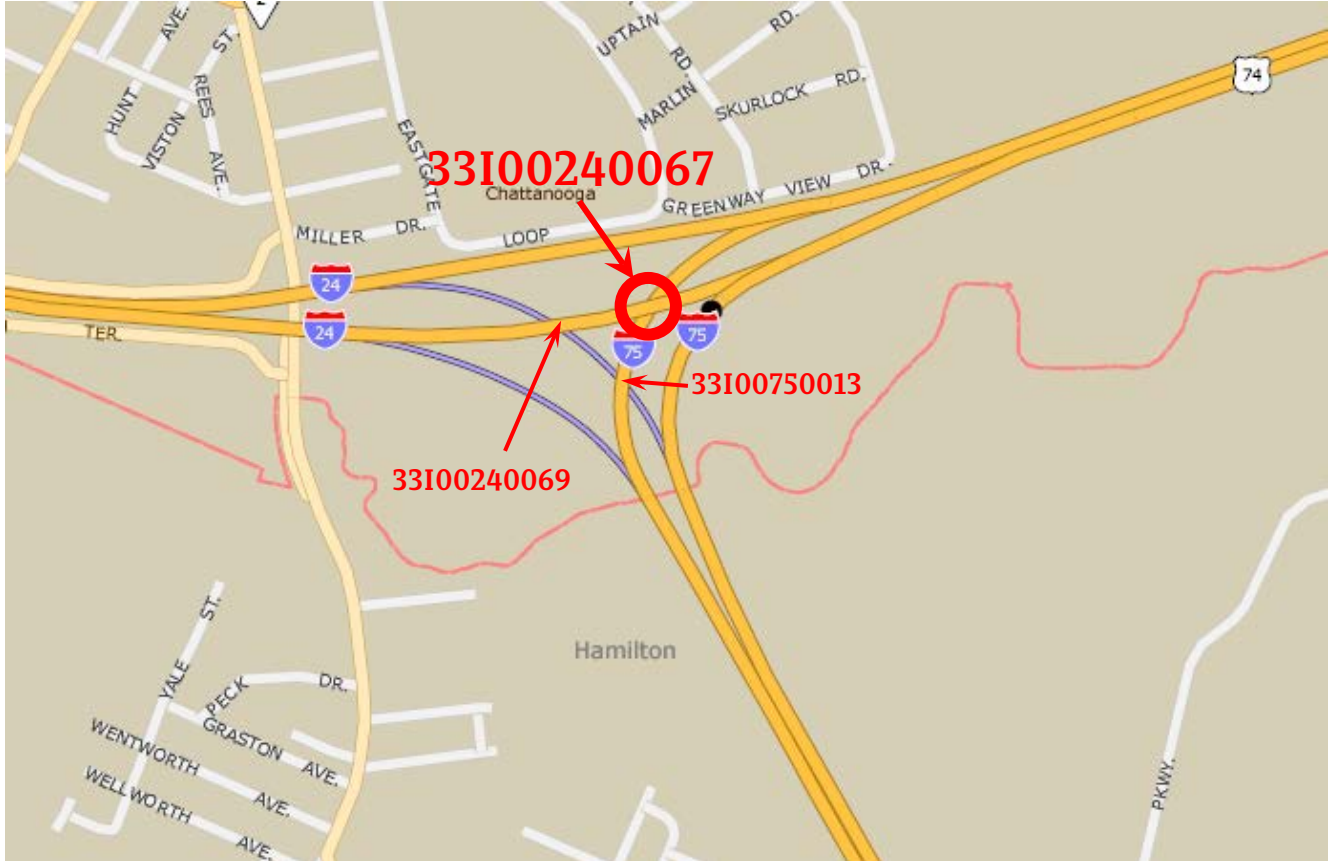 2
HUNT AVE.
VISTON ST.
REES AVE.
UPTAIN RD.
MARLIN RD.
SKURLOCK RD.
74
EASTGATE LOOP
33I00240067
Chattanooga
GREENWAY VIEW DR.
MILLER DR.
24
24
TER.
75
75
33I00750013
33I00240069
Hamilton
YALE ST.
PECK DR.
GRASTON AVE.
WENTWORTH AVE.
WELLWORTH AVE.
PKWY.